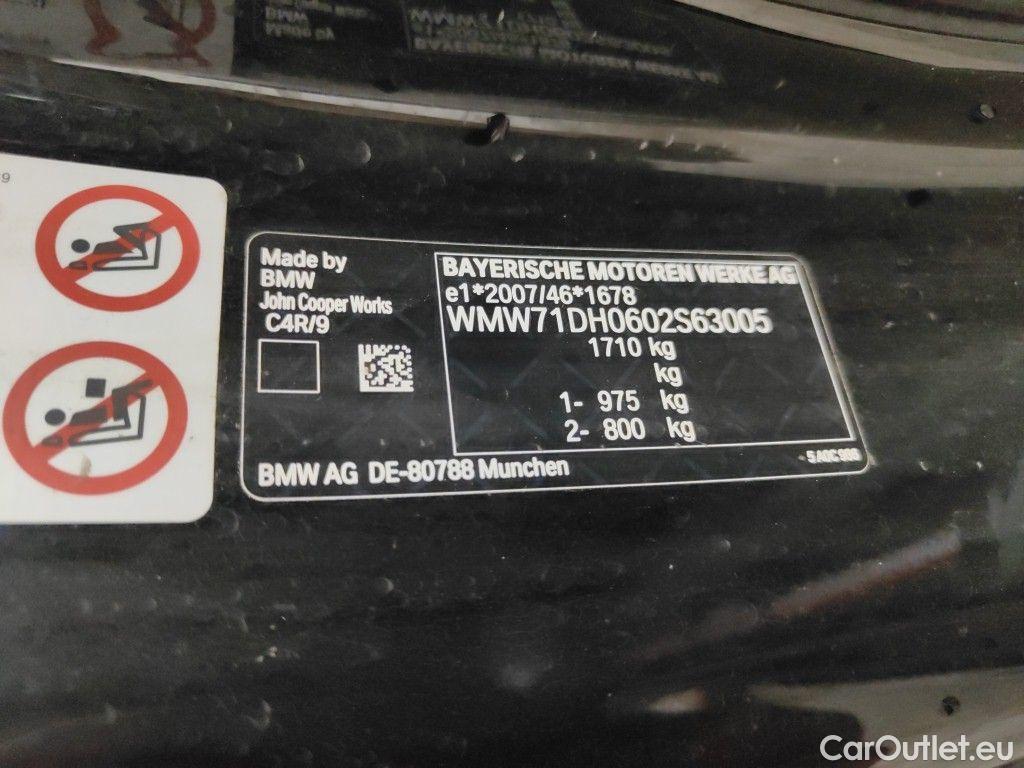 Made by
BMW
John Cooper Works
C4R/9
BAYERISCHE MOTOREN WERKE AG
e1*2007/46*1678
WMW71DH0602S63005
1710 kg
kg
1- 975 kg
2- 800 kg
BMW AG DE-80788 Munchen
CarOutlet.eu